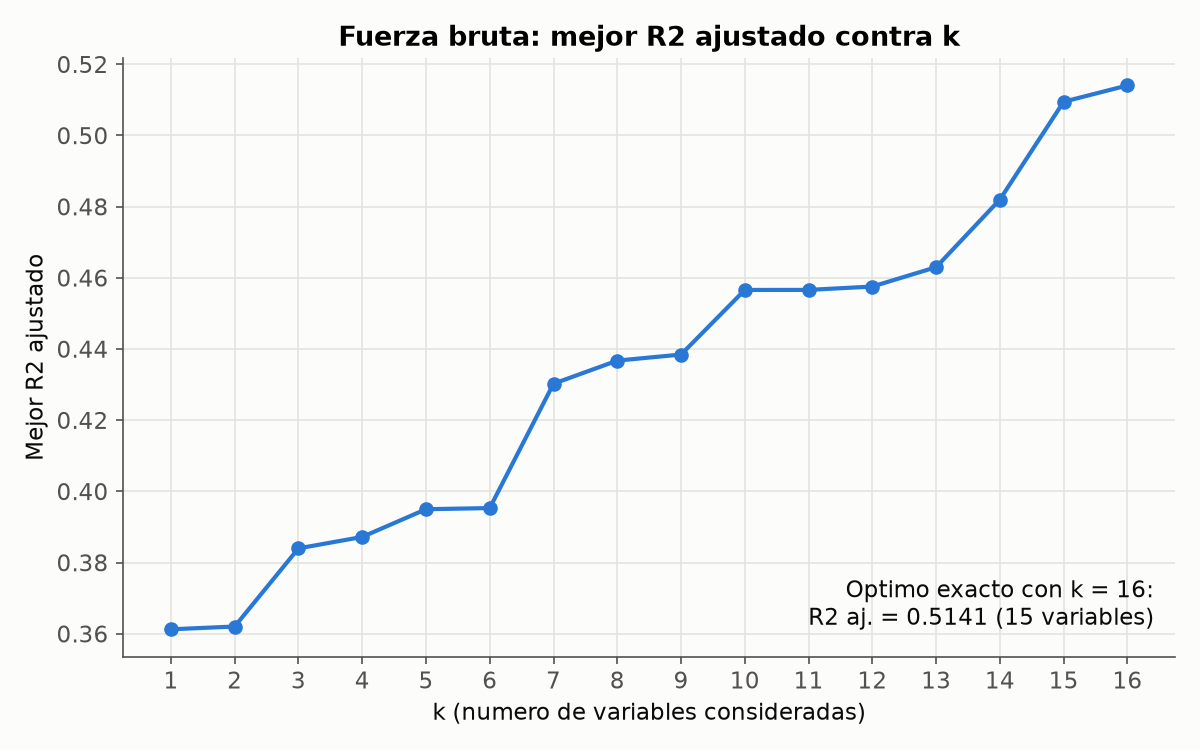 Fuerza bruta: mejor R2 ajustado contra k
Mejor R2 ajustado
0.52
0.50
0.48
0.46
0.44
0.42
0.40
0.38
0.36
Optimo exacto con k = 16:
R2 aj. = 0.5141 (15 variables)
1 2 3 4 5 6 7 8 9 10 11 12 13 14 15 16
k (numero de variables consideradas)